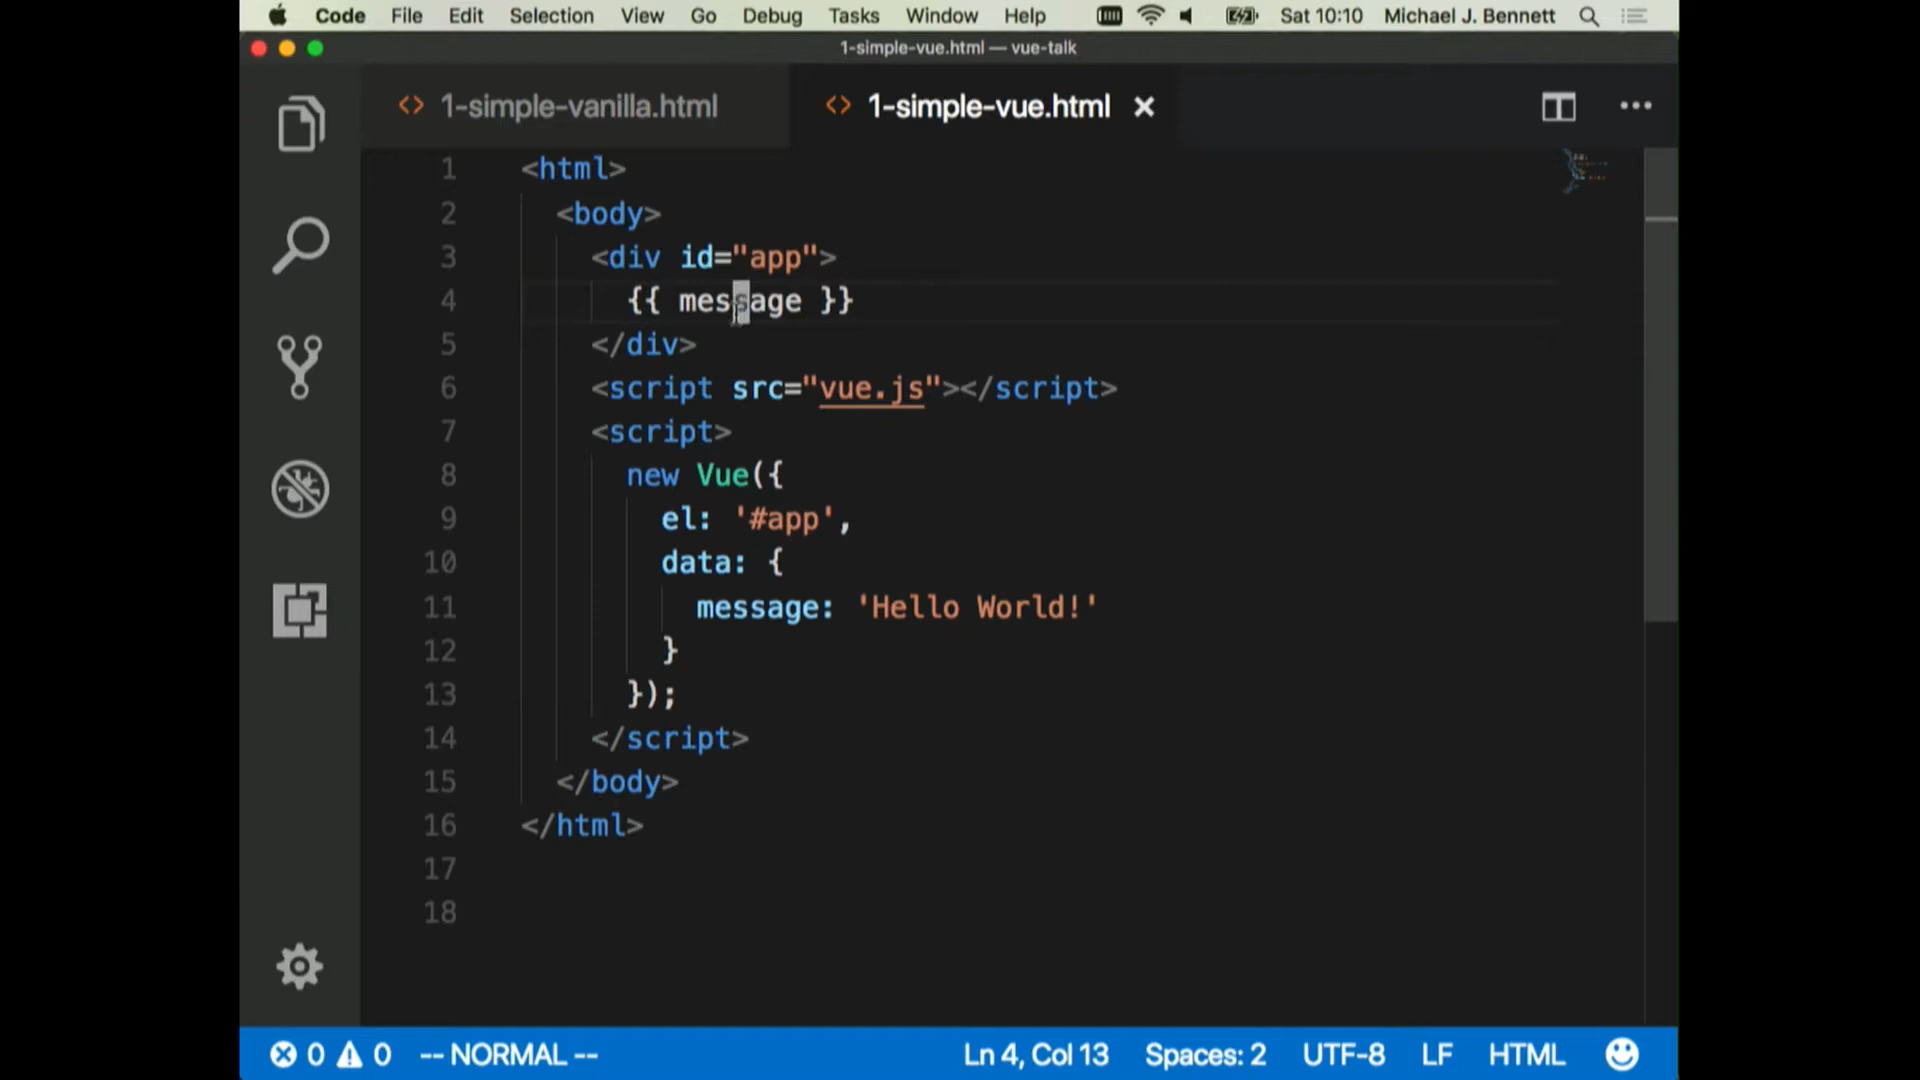 Code File Edit Selection View Go Debug Tasks Window Help Sat 10:10 Michael J. Bennett
1-simple-vue.html — vue-talk
1-simple-vanilla.html 1-simple-vue.html
1 <html>
2 <body>
3 <div id="app">
4 {{ message }}
5 </div>
6 <script src="vue.js"></script>
7 <script>
8 new Vue({
9 el: '#app',
10 data: {
11 message: 'Hello World!'
12 }
13 });
14 </script>
15 </body>
16 </html>
17
18
0 0 -- NORMAL -- Ln 4, Col 13 Spaces: 2 UTF-8 LF HTML